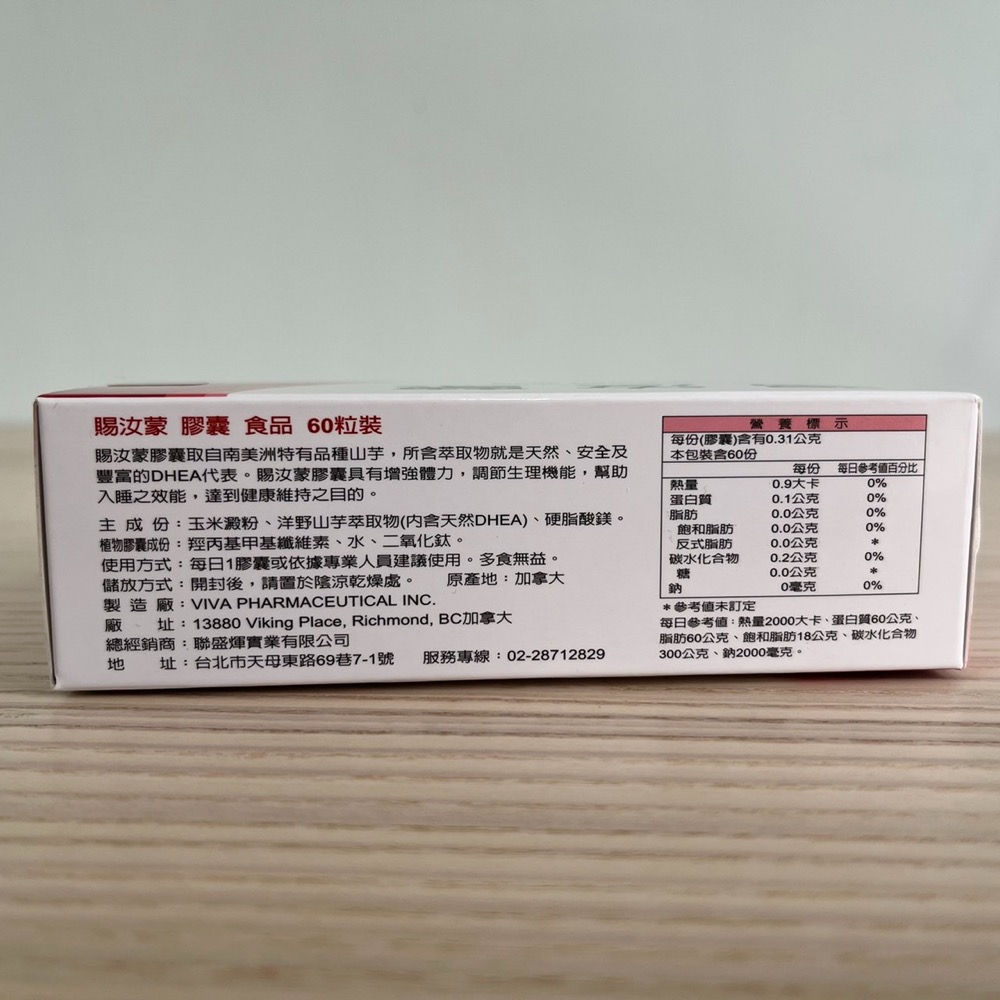 賜汝蒙 膠囊 食品 60粒裝
賜汝蒙膠囊取自南美洲特有品種山芋，所含萃取物就是天然、安全及
豐富的DHEA代表。賜汝蒙膠囊具有增強體力，調節生理機能，幫助
入睡之效能，達到健康維持之目的。
主成份：玉米澱粉、洋野山芋萃取物(內含天然DHEA)、硬脂酸鎂。
植物膠囊成份：羥丙基甲基纖維素、水、二氧化鈦。
使用方式：每日1膠囊或依據專業人員建議使用。多食無益。
儲放方式：開封後，請置於陰涼乾燥處。 原產地：加拿大
製造廠：VIVA PHARMACEUTICAL INC.
廠址：13880 Viking Place, Richmond, BC加拿大
總經銷商：聯盛煇實業有限公司
地址：台北市天母東路69巷7-1號 服務專線：02-28712829
營養標示
每份(膠囊)含有0.31公克
本包裝含60份
每份 每日參考值百分比
熱量 0.9大卡 0%
蛋白質 0.1公克 0%
脂肪 0.0公克 0%
飽和脂肪 0.0公克 0%
反式脂肪 0.0公克 *
碳水化合物 0.2公克 0%
糖 0.0公克 *
鈉 0毫克 0%
*參考值未訂定
每日參考值：熱量2000大卡、蛋白質60公克、
脂肪60公克、飽和脂肪18公克、碳水化合物
300公克、鈉2000毫克。